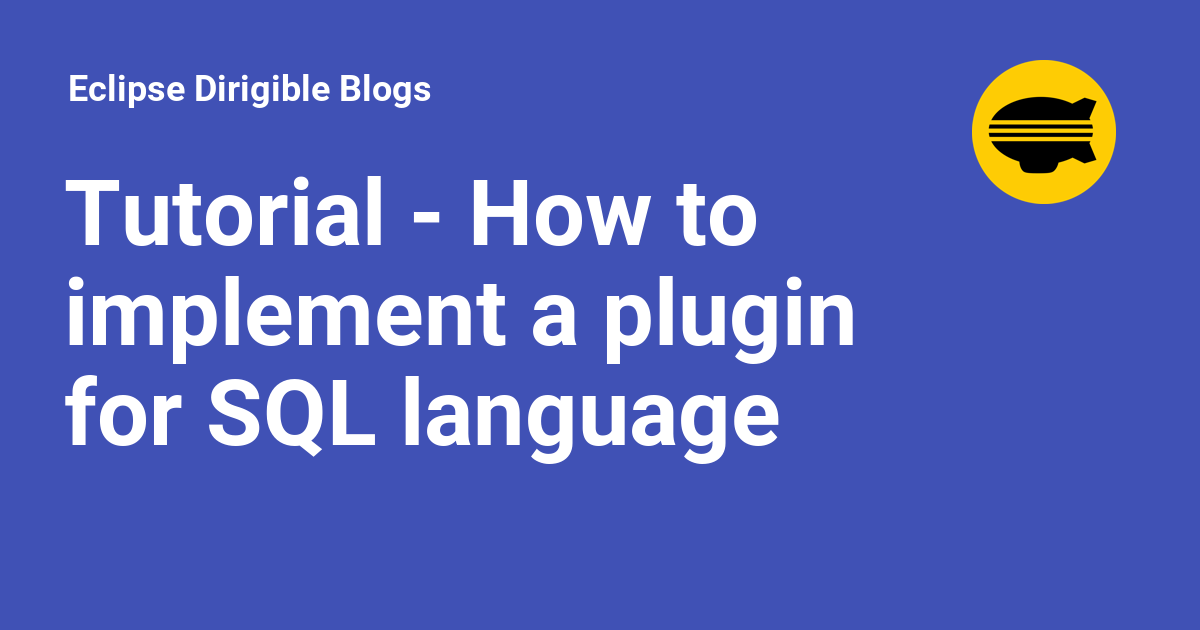 Eclipse Dirigible Blogs
Tutorial - How to
implement a plugin
for SQL language